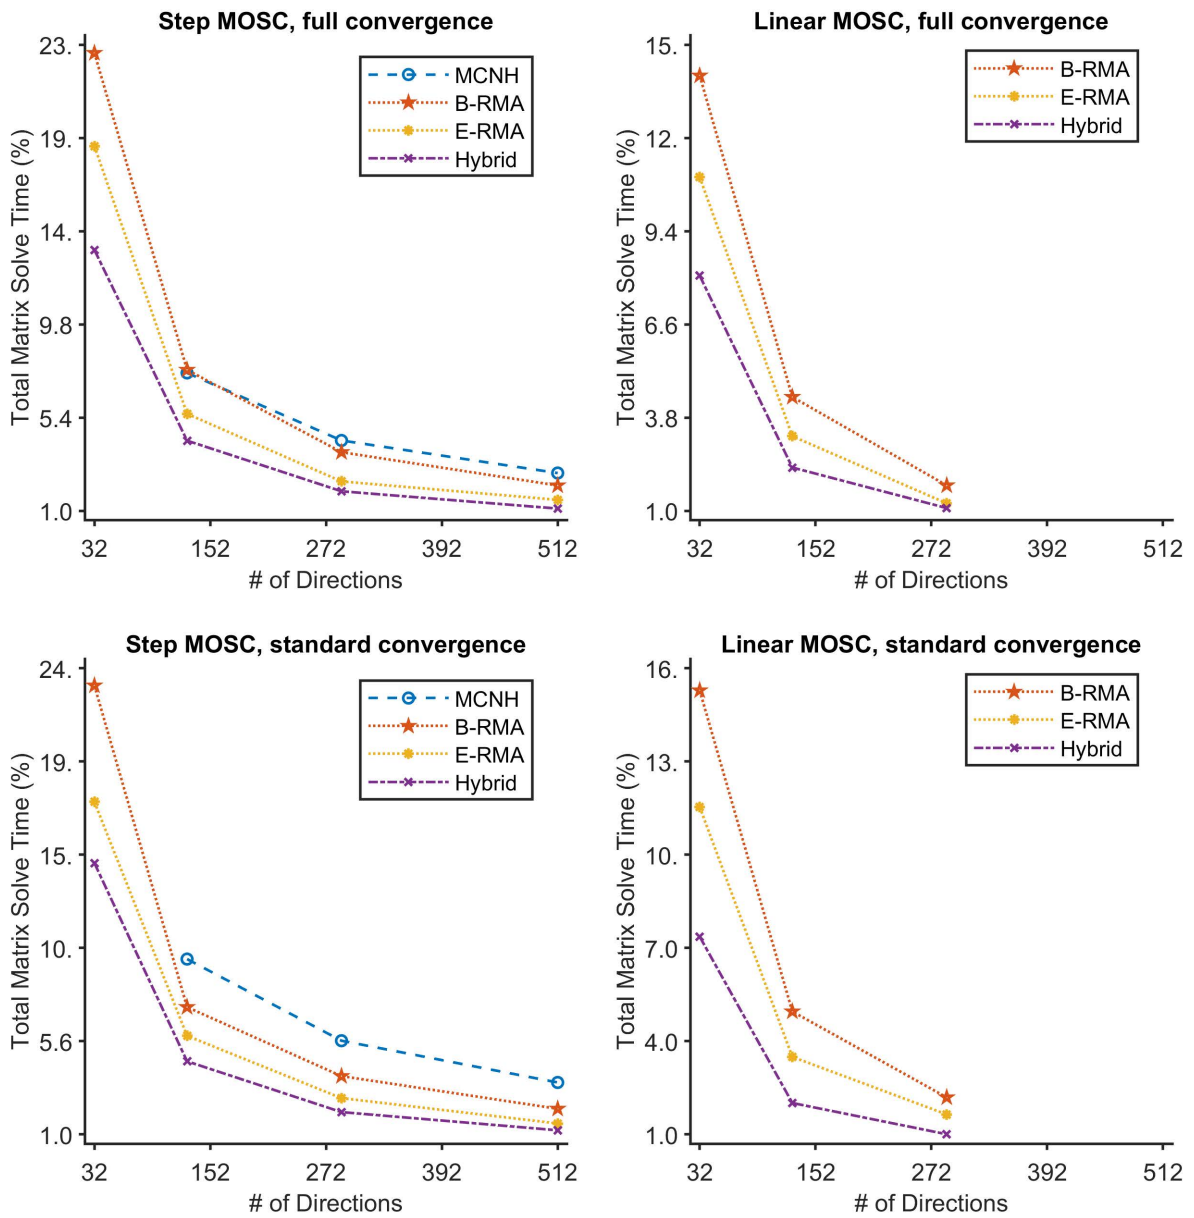 Step MOSC, full convergence
Total Matrix Solve Time (%)
23.
19.
14.
9.8
5.4
1.0
MCNH
B-RMA
E-RMA
Hybrid
32 152 272 392 512
# of Directions
Linear MOSC, full convergence
Total Matrix Solve Time (%)
15.
12.
9.4
6.6
3.8
1.0
B-RMA
E-RMA
Hybrid
32 152 272 392 512
# of Directions
Step MOSC, standard convergence
Total Matrix Solve Time (%)
24.
19.
15.
10.
5.6
1.0
MCNH
B-RMA
E-RMA
Hybrid
32 152 272 392 512
# of Directions
Linear MOSC, standard convergence
Total Matrix Solve Time (%)
16.
13.
10.
7.0
4.0
1.0
B-RMA
E-RMA
Hybrid
32 152 272 392 512
# of Directions